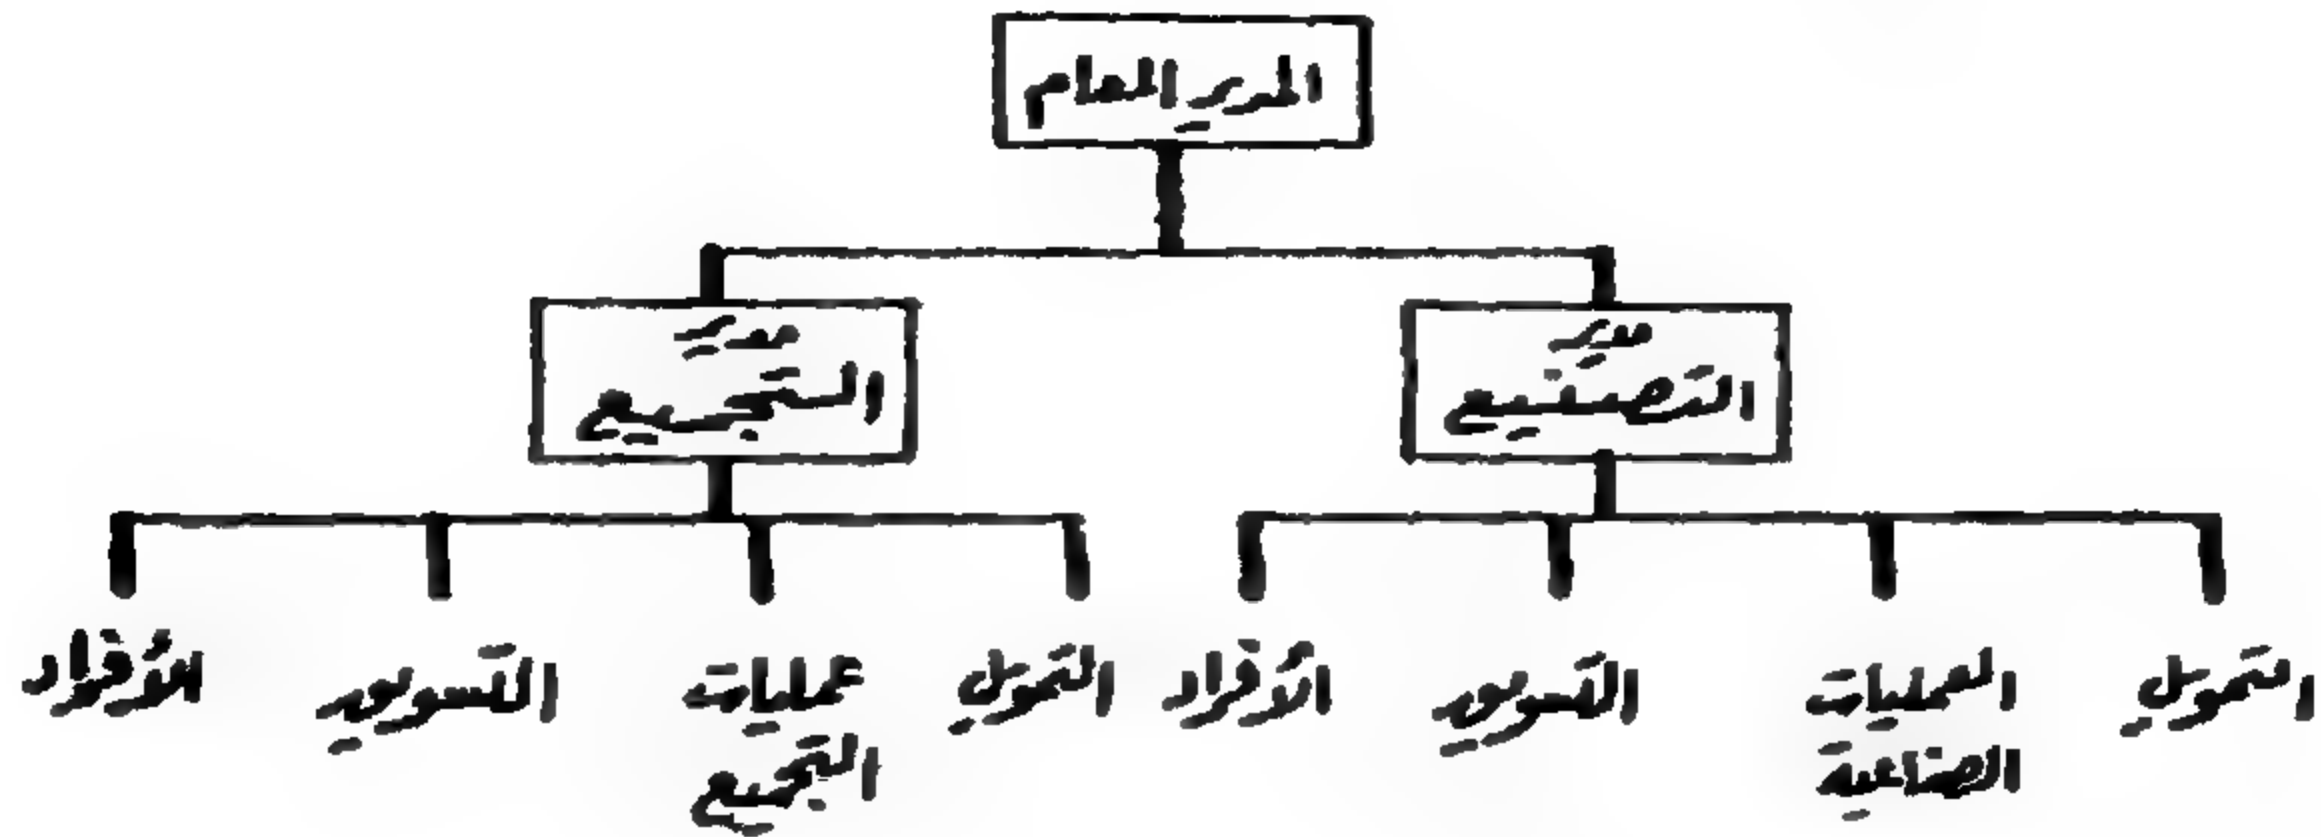 المدير العام
مدير
التصنيع
مدير
التجميع
التمويل
العمليات
الصناعية
التسويق
الأفراد
التمويل
عمليات
التجميع
التسويق
الأفراد